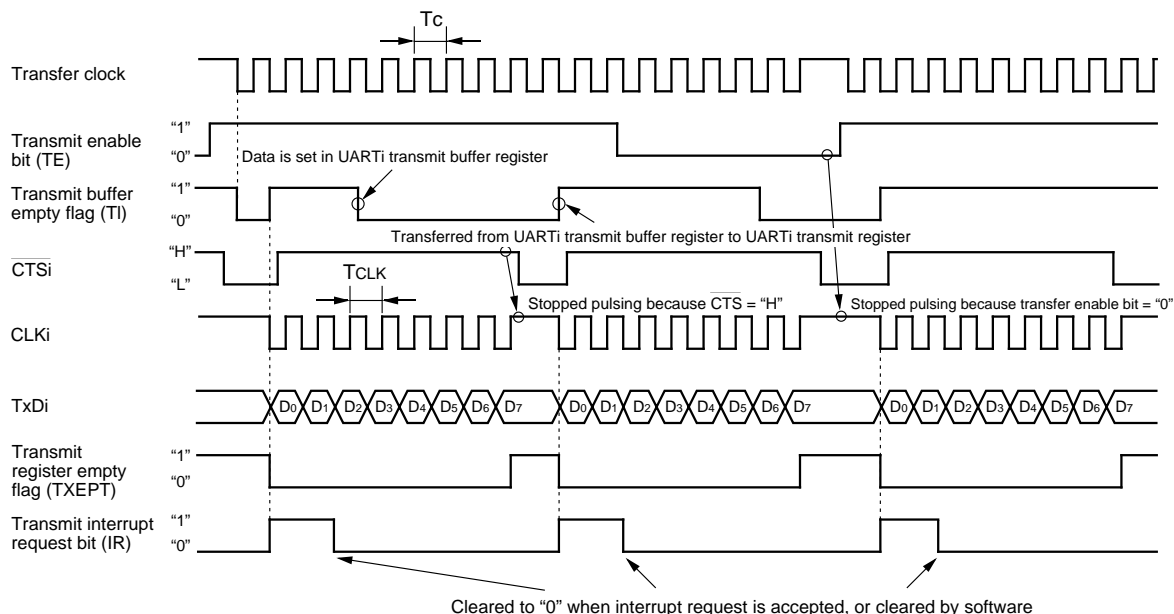 Tc
Transfer clock
Transmit enable
bit (TE)
“1”
“0”
Data is set in UARTi transmit buffer register
Transmit buffer
empty flag (TI)
“1”
“0”
Transferred from UARTi transmit buffer register to UARTi transmit register
CTSi
“H”
“L”
TCLK
Stopped pulsing because CTS = “H”
Stopped pulsing because transfer enable bit = “0”
CLKi
TxDi
D0 D1 D2 D3 D4 D5 D6 D7 D0 D1 D2 D3 D4 D5 D6 D7 D0 D1 D2 D3 D4 D5 D6 D7
Transmit
register empty
flag (TXEPT)
“1”
“0”
Transmit interrupt
request bit (IR)
“1”
“0”
Cleared to “0” when interrupt request is accepted, or cleared by software